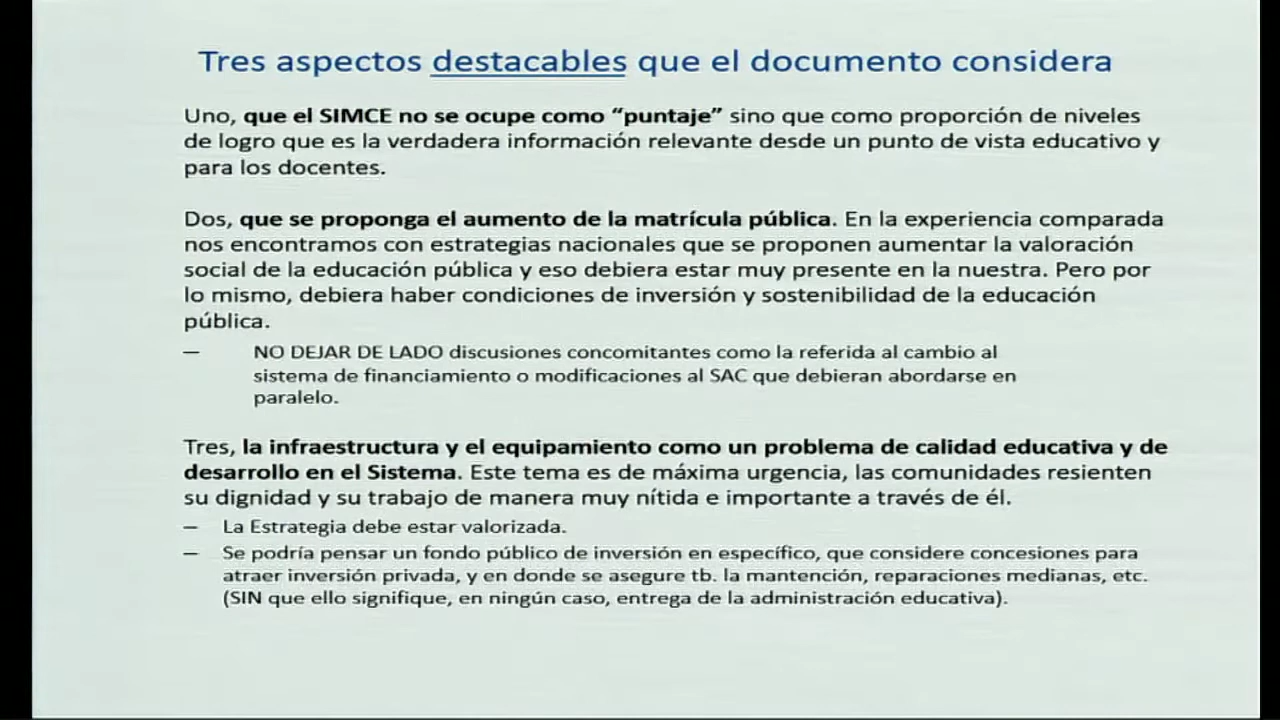 Tres aspectos destacables que el documento considera
Uno, que el SIMCE no se ocupe como “puntaje” sino que como proporción de niveles
de logro que es la verdadera información relevante desde un punto de vista educativo y
para los docentes.
Dos, que se proponga el aumento de la matrícula pública. En la experiencia comparada
nos encontramos con estrategias nacionales que se proponen aumentar la valoración
social de la educación pública y eso debiera estar muy presente en la nuestra. Pero por
lo mismo, debiera haber condiciones de inversión y sostenibilidad de la educación
pública.
– NO DEJAR DE LADO discusiones concomitantes como la referida al cambio al
sistema de financiamiento o modificaciones al SAC que debieran abordarse en
paralelo.
Tres, la infraestructura y el equipamiento como un problema de calidad educativa y de
desarrollo en el Sistema. Este tema es de máxima urgencia, las comunidades resienten
su dignidad y su trabajo de manera muy nítida e importante a través de él.
– La Estrategia debe estar valorizada.
– Se podría pensar un fondo público de inversión en específico, que considere concesiones para
atraer inversión privada, y en donde se asegure tb. la mantención, reparaciones medianas, etc.
(SIN que ello signifique, en ningún caso, entrega de la administración educativa).